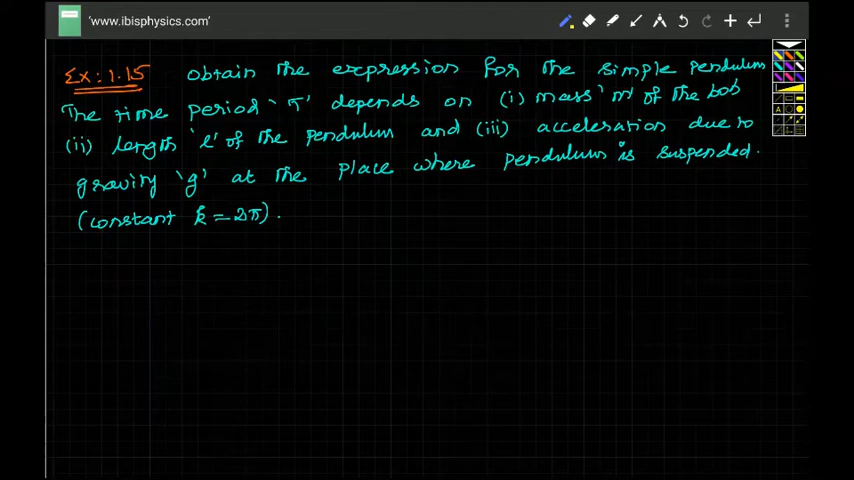 'www.ibisphysics.com'
Ex: 1.15 obtain the expression for the simple pendulum
The time period 'T' depends on (i) mass 'm' of the bob
(ii) length 'l' of the pendulum and (iii) acceleration due to
gravity 'g' at the place where pendulum is suspended.
(constant k = 2π).